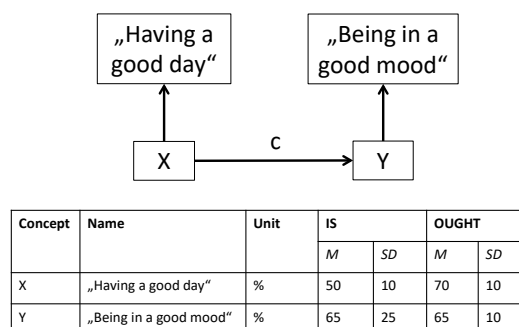 „Having a
good day“
„Being in a
good mood“
c
X
Y
Concept Name Unit IS OUGHT
M SD M SD
X „Having a good day“ % 50 10 70 10
Y „Being in a good mood“ % 65 25 65 10